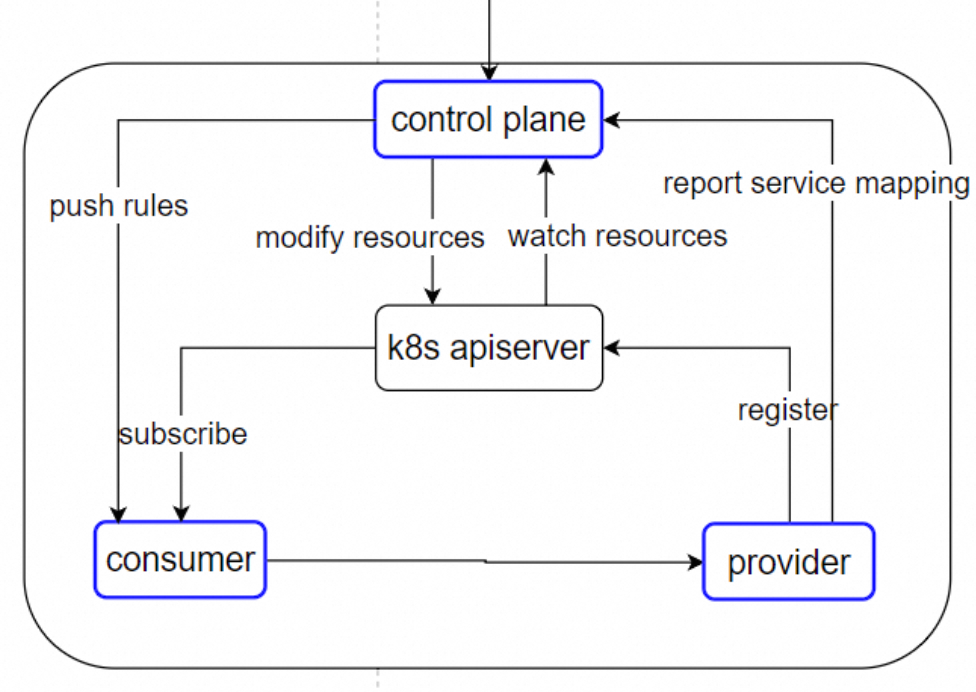 control plane
report service mapping
push rules
modify resources
watch resources
k8s apiserver
register
subscribe
consumer
provider